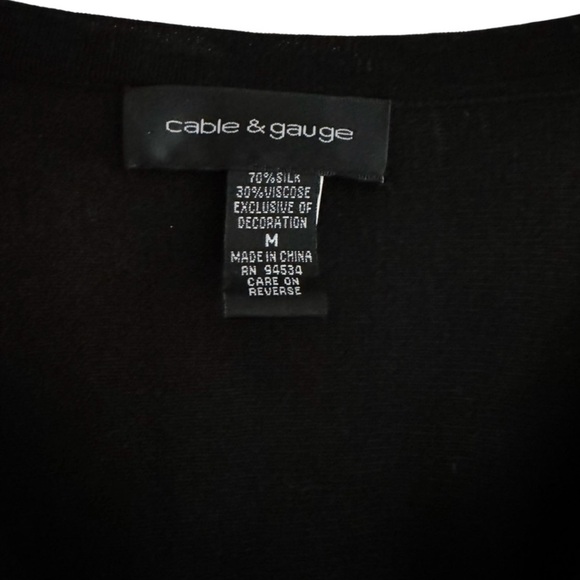 cable & gauge
70%SILK
30%VISCOSE
EXCLUSIVE OF
DECORATION
M
MADE IN CHINA
RN 94534
CARE ON
REVERSE